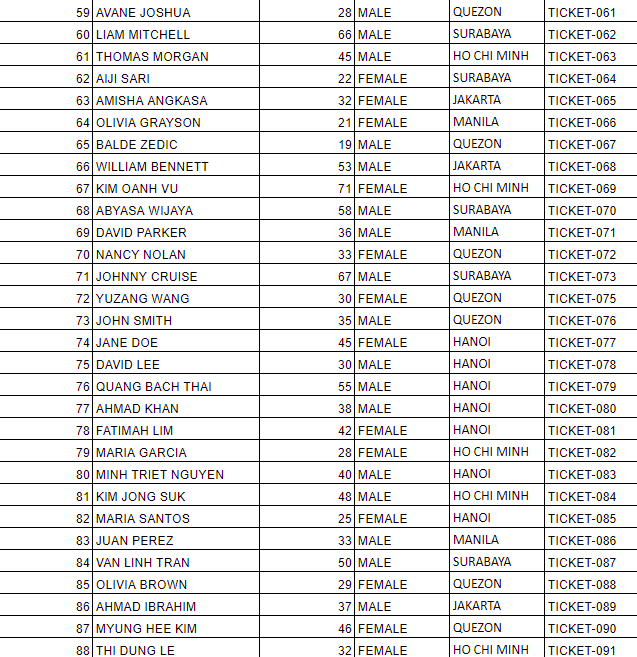 59 AVANE JOSHUA 28 MALE QUEZON TICKET-061
60 LIAM MITCHELL 66 MALE SURABAYA TICKET-062
61 THOMAS MORGAN 45 MALE HO CHI MINH TICKET-063
62 AIJI SARI 22 FEMALE SURABAYA TICKET-064
63 AMISHA ANGKASA 32 FEMALE JAKARTA TICKET-065
64 OLIVIA GRAYSON 21 FEMALE MANILA TICKET-066
65 BALDE ZEDIC 19 MALE QUEZON TICKET-067
66 WILLIAM BENNETT 53 MALE JAKARTA TICKET-068
67 KIM OANH VU 71 FEMALE HO CHI MINH TICKET-069
68 ABYASA WIJAYA 58 MALE SURABAYA TICKET-070
69 DAVID PARKER 36 MALE MANILA TICKET-071
70 NANCY NOLAN 33 FEMALE QUEZON TICKET-072
71 JOHNNY CRUISE 67 MALE SURABAYA TICKET-073
72 YUZANG WANG 30 FEMALE QUEZON TICKET-075
73 JOHN SMITH 35 MALE QUEZON TICKET-076
74 JANE DOE 45 FEMALE HANOI TICKET-077
75 DAVID LEE 30 MALE HANOI TICKET-078
76 QUANG BACH THAI 55 MALE HANOI TICKET-079
77 AHMAD KHAN 38 MALE HANOI TICKET-080
78 FATIMAH LIM 42 FEMALE HANOI TICKET-081
79 MARIA GARCIA 28 FEMALE HO CHI MINH TICKET-082
80 MINH TRIET NGUYEN 40 MALE HANOI TICKET-083
81 KIM JONG SUK 48 MALE HO CHI MINH TICKET-084
82 MARIA SANTOS 25 FEMALE HANOI TICKET-085
83 JUAN PEREZ 33 MALE MANILA TICKET-086
84 VAN LINH TRAN 50 MALE SURABAYA TICKET-087
85 OLIVIA BROWN 29 FEMALE QUEZON TICKET-088
86 AHMAD IBRAHIM 37 MALE JAKARTA TICKET-089
87 MYUNG HEE KIM 46 FEMALE QUEZON TICKET-090
88 THI DUNG LE 32 FEMALE HO CHI MINH TICKET-091